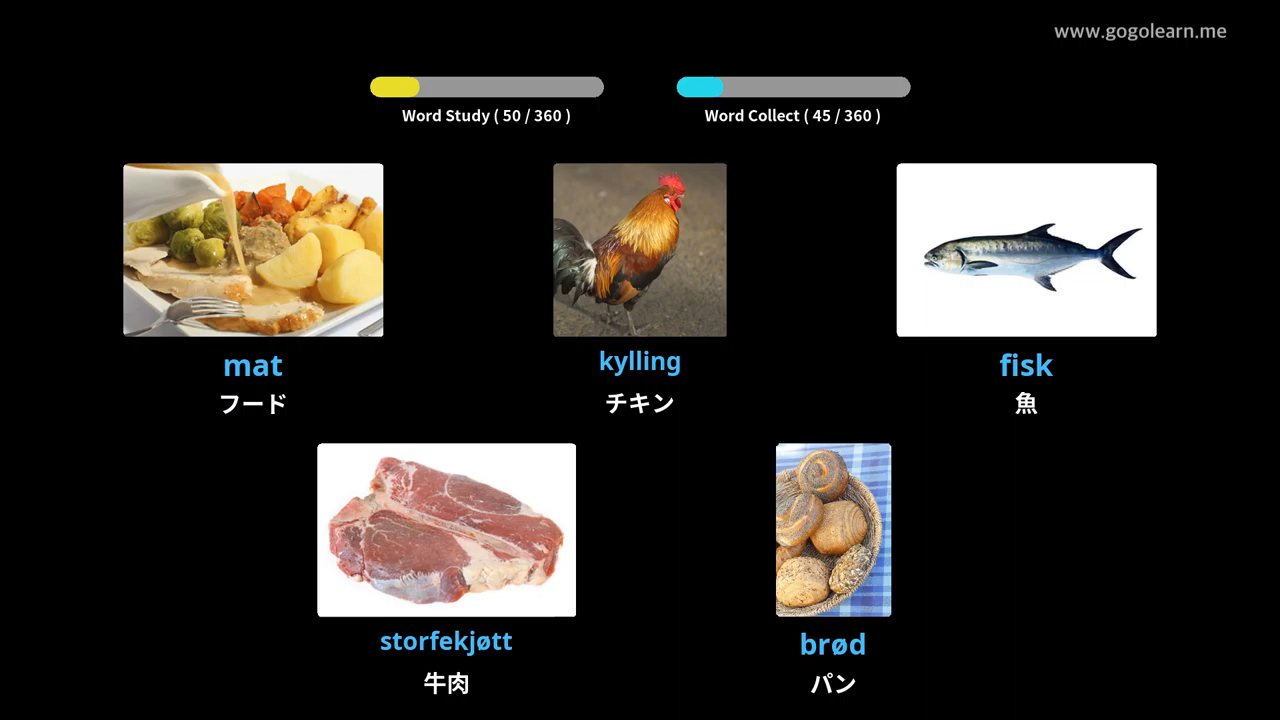 www.gogolearn.me
Word Study ( 50 / 360 )
Word Collect ( 45 / 360 )
mat
フード
kylling
チキン
fisk
魚
storfekjøtt
牛肉
brød
パン